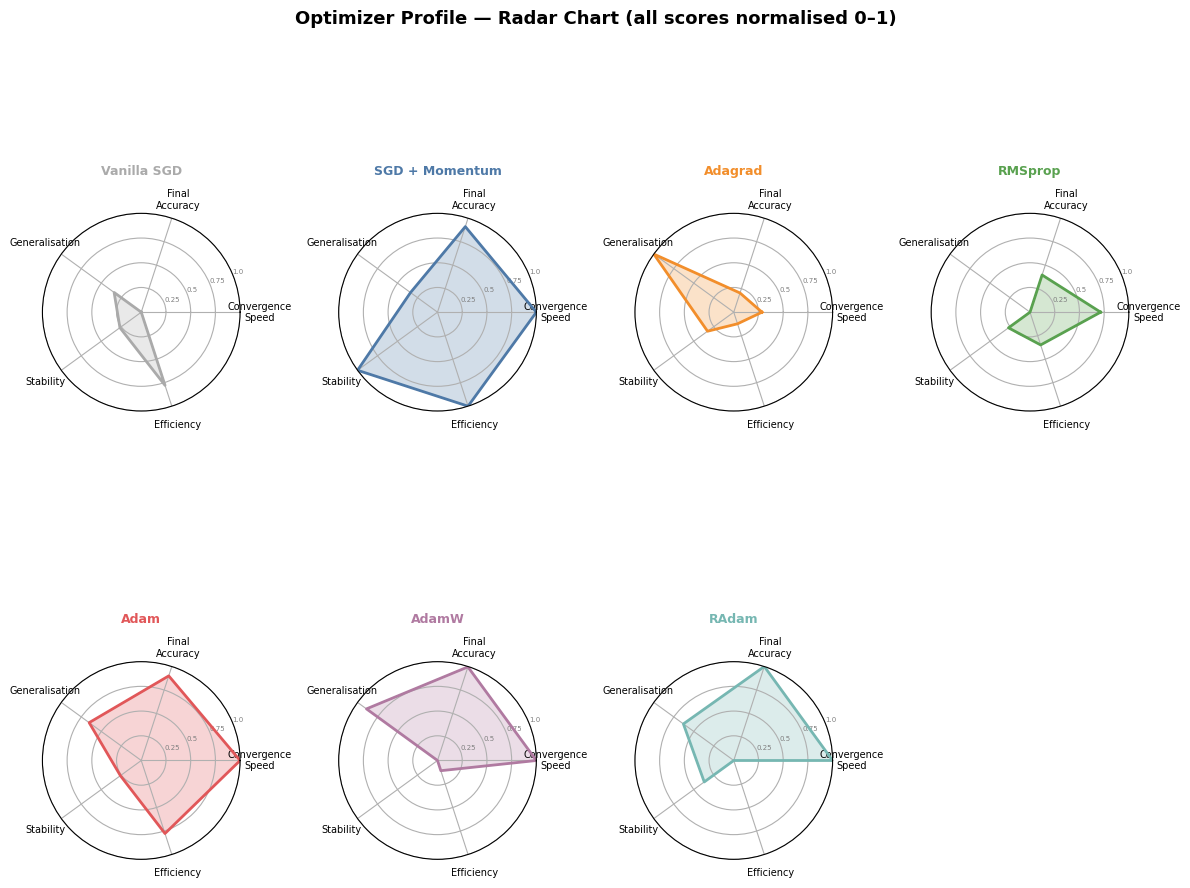 Optimizer Profile — Radar Chart (all scores normalised 0–1)
Vanilla SGD
Final
Accuracy
Generalisation
1.0
0.75
0.5
0.25
Convergence
Speed
Stability
Efficiency
SGD + Momentum
Final
Accuracy
Generalisation
1.0
0.75
0.5
0.25
Convergence
Speed
Stability
Efficiency
Adagrad
Final
Accuracy
Generalisation
1.0
0.75
0.5
0.25
Convergence
Speed
Stability
Efficiency
RMSprop
Final
Accuracy
Generalisation
1.0
0.75
0.5
0.25
Convergence
Speed
Stability
Efficiency
Adam
Final
Accuracy
Generalisation
1.0
0.75
0.5
0.25
Convergence
Speed
Stability
Efficiency
AdamW
Final
Accuracy
Generalisation
1.0
0.75
0.5
0.25
Convergence
Speed
Stability
Efficiency
RAdam
Final
Accuracy
Generalisation
1.0
0.75
0.5
0.25
Convergence
Speed
Stability
Efficiency